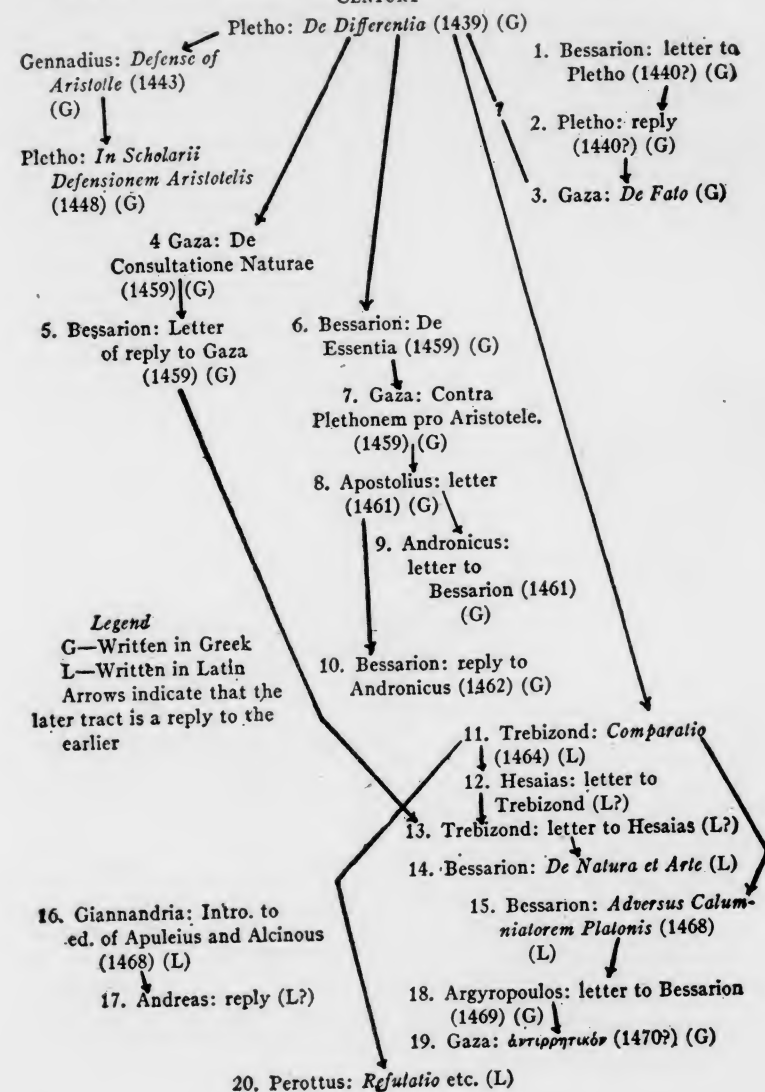 CENTURY
Pletho: De Differentia (1439) (G)
Gennadius: Defense of
Aristotle (1443)
(G)
Pletho: In Scholarii
Defensionem Aristotelis
(1448) (G)
1. Bessarion: letter to
Pletho (1440?) (G)
2. Pletho: reply
(1440?) (G)
?
3. Gaza: De Fato (G)
4 Gaza: De
Consultatione Naturae
(1459) (G)
5. Bessarion: Letter
of reply to Gaza
(1459) (G)
6. Bessarion: De
Essentia (1459) (G)
7. Gaza: Contra
Plethonem pro Aristotele.
(1459) (G)
8. Apostolius: letter
(1461) (G)
9. Andronicus:
letter to
Bessarion (1461)
(G)
Legend
G—Written in Greek
L—Written in Latin
Arrows indicate that the
later tract is a reply to the
earlier
10. Bessarion: reply to
Andronicus (1462) (G)
11. Trebizond: Comparatio
(1464) (L)
12. Hesaias: letter to
Trebizond (L?)
13. Trebizond: letter to Hesaias (L?)
14. Bessarion: De Natura et Arte (L)
15. Bessarion: Adversus Calum-
niatorem Platonis (1468)
(L)
16. Giannandria: Intro. to
ed. of Apuleius and Alcinous
(1468) (L)
17. Andreas: reply (L?)
18. Argyropoulos: letter to Bessarion
(1469) (G)
19. Gaza: ἀντιρρητικόν (1470?) (G)
20. Perottus: Refulatio etc. (L)